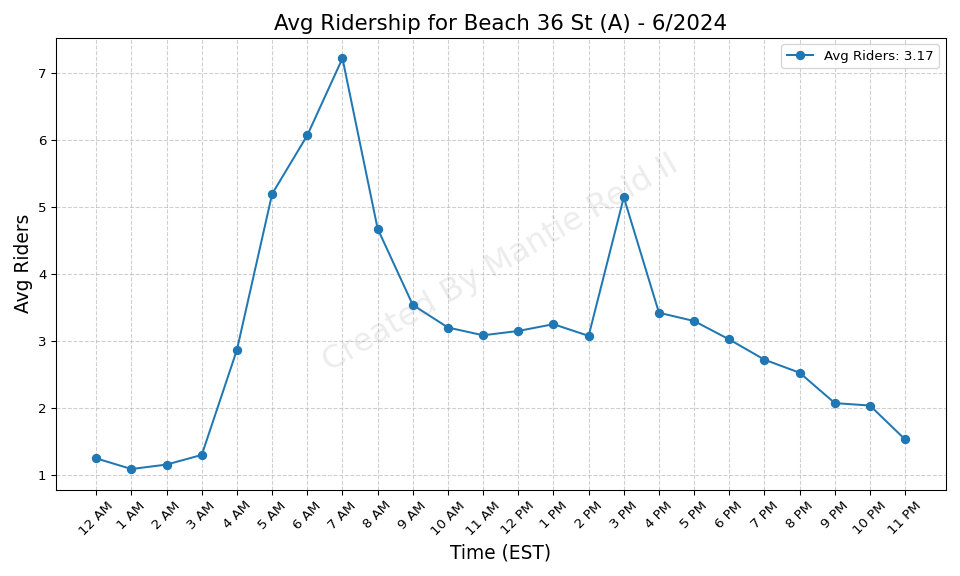 Avg Ridership for Beach 36 St (A) - 6/2024
Avg Riders: 3.17
Avg Riders
7
6
5
4
3
2
1
Created By Mantie Reid II
12 AM
1 AM
2 AM
3 AM
4 AM
5 AM
6 AM
7 AM
8 AM
9 AM
10 AM
11 AM
12 PM
1 PM
2 PM
3 PM
4 PM
5 PM
6 PM
7 PM
8 PM
9 PM
10 PM
11 PM
Time (EST)